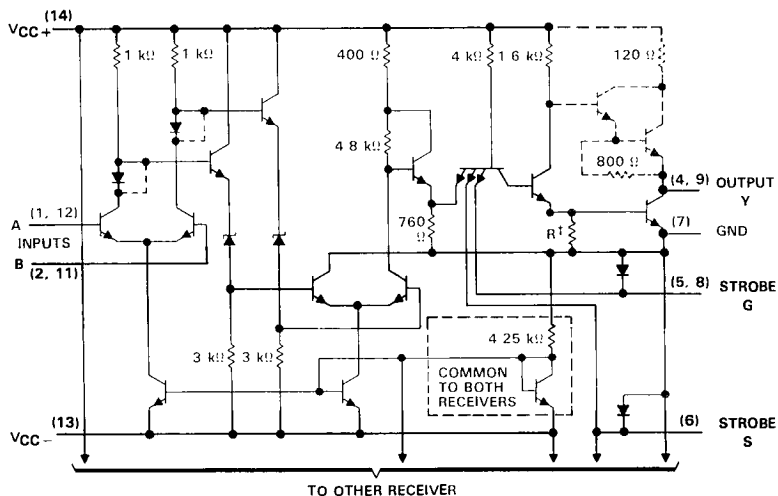 VCC+ (14)
1 kΩ
1 kΩ
400 Ω
4 kΩ
1 6 kΩ
120 Ω
4 8 kΩ
800 Ω
(4, 9) OUTPUT
Y
A (1, 12)
INPUTS
B
(2, 11)
760
Ω
R‡
(7)
GND
(5, 8) STROBE
G
4 25 kΩ
3 kΩ
3 kΩ
COMMON
TO BOTH
RECEIVERS
VCC− (13)
(6) STROBE
S
TO OTHER RECEIVER